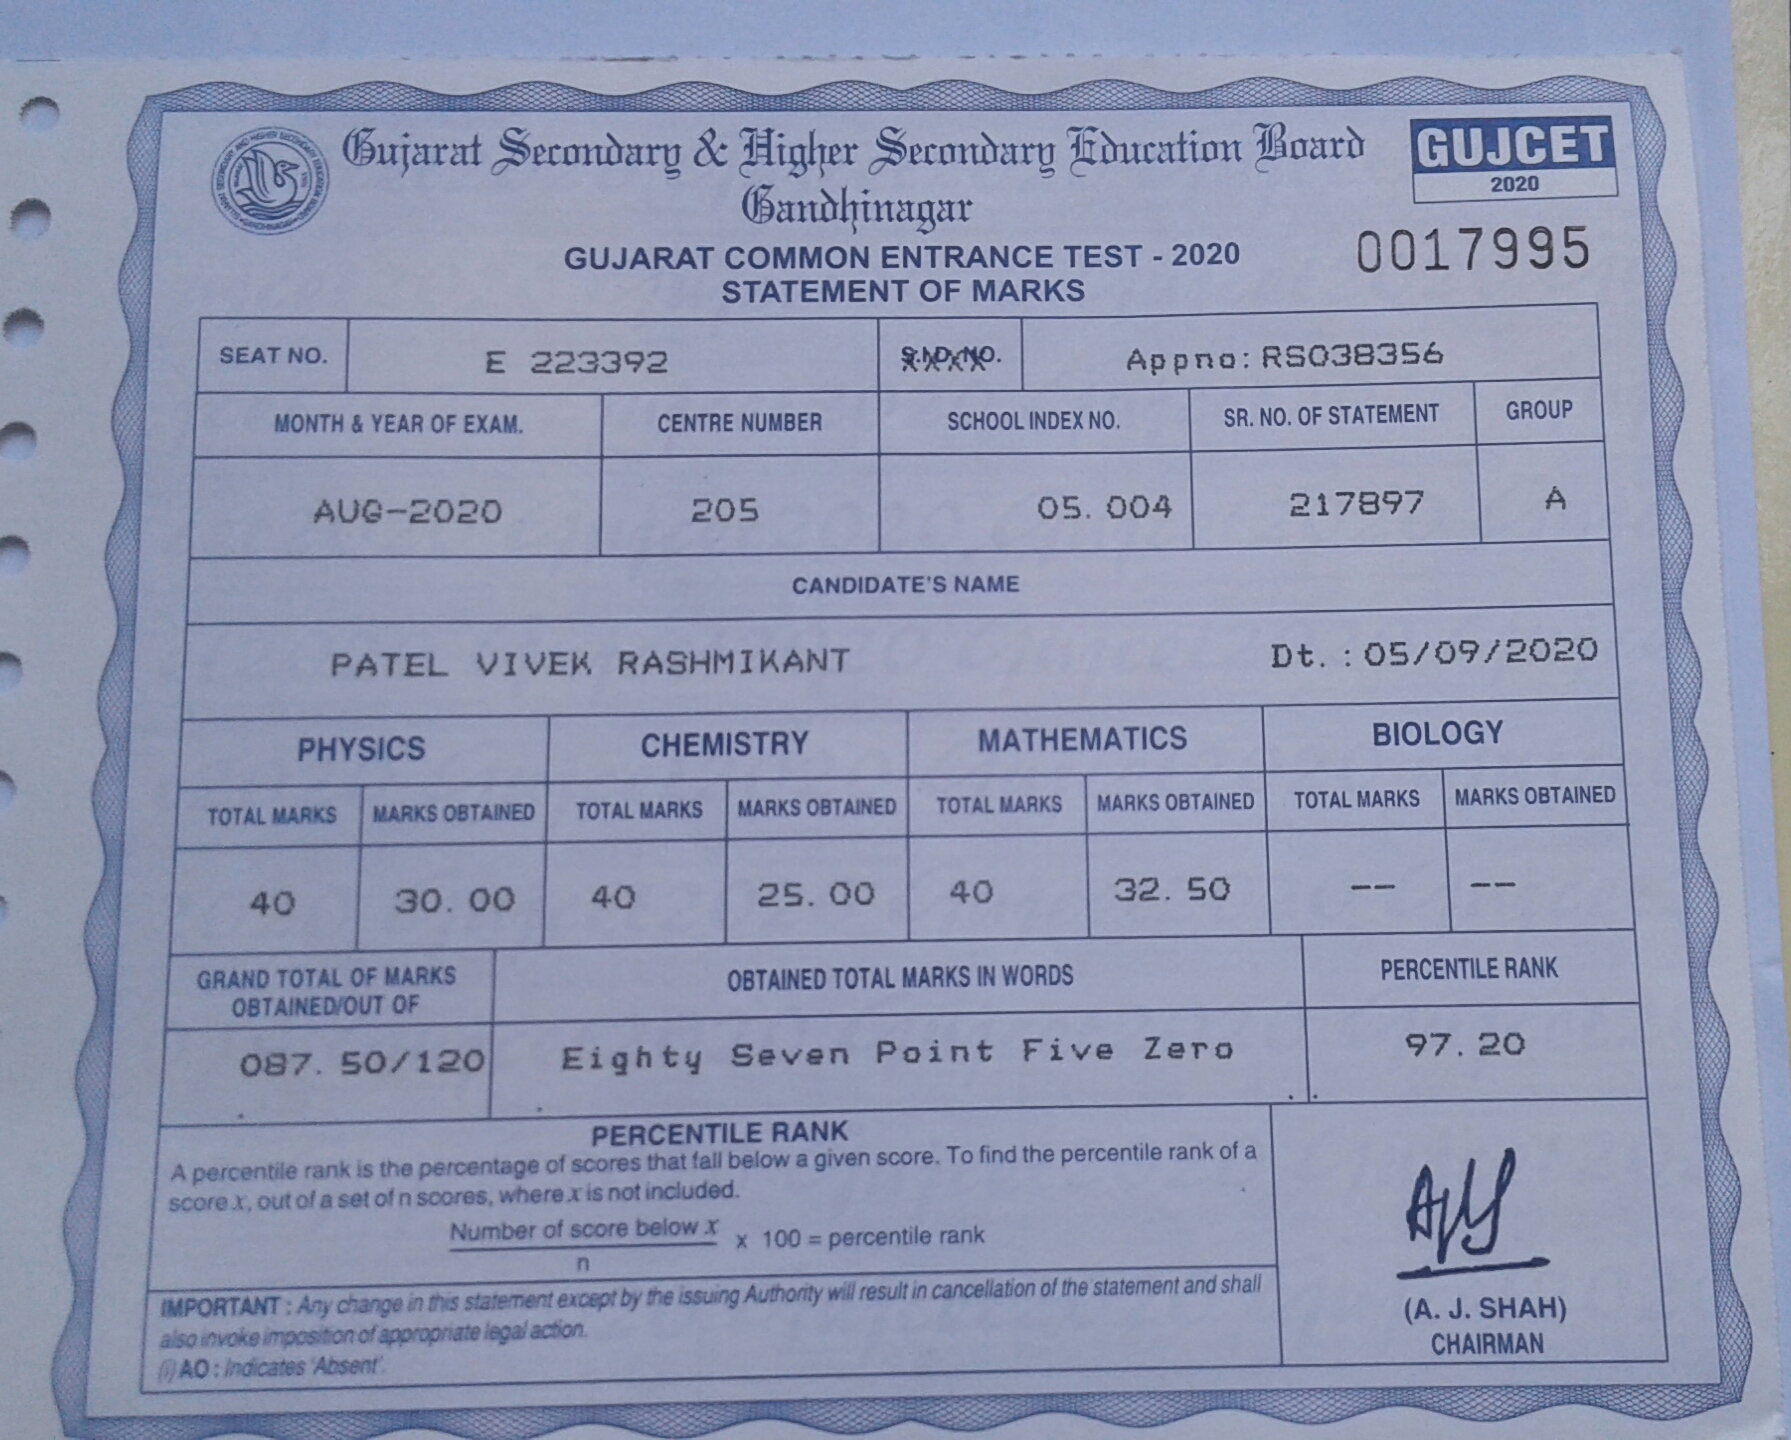 Gujarat Secondary & Higher Secondary Education Board
Gandhinagar
GUJCET
2020
GUJARAT COMMON ENTRANCE TEST - 2020
0017995
STATEMENT OF MARKS
SEAT NO. E 223392 S.I.D. NO. Appno: RS038356
MONTH & YEAR OF EXAM. CENTRE NUMBER SCHOOL INDEX NO. SR. NO. OF STATEMENT GROUP
AUG-2020 205 05. 004 217897 A
CANDIDATE'S NAME
PATEL VIVEK RASHMIKANT Dt. : 05/09/2020
PHYSICS CHEMISTRY MATHEMATICS BIOLOGY
TOTAL MARKS MARKS OBTAINED TOTAL MARKS MARKS OBTAINED TOTAL MARKS MARKS OBTAINED TOTAL MARKS MARKS OBTAINED
40 30. 00 40 25. 00 40 32. 50 -- --
GRAND TOTAL OF MARKS
OBTAINED/OUT OF
OBTAINED TOTAL MARKS IN WORDS
PERCENTILE RANK
087. 50/120 Eighty Seven Point Five Zero 97. 20
PERCENTILE RANK
A percentile rank is the percentage of scores that fall below a given score. To find the percentile rank of a
score x, out of a set of n scores, where x is not included.
Number of score below x
n
x 100 = percentile rank
IMPORTANT : Any change in this statement except by the issuing Authority will result in cancellation of the statement and shall
also invoke imposition of appropriate legal action.
(i) AO : Indicates 'Absent'.
(A. J. SHAH)
CHAIRMAN